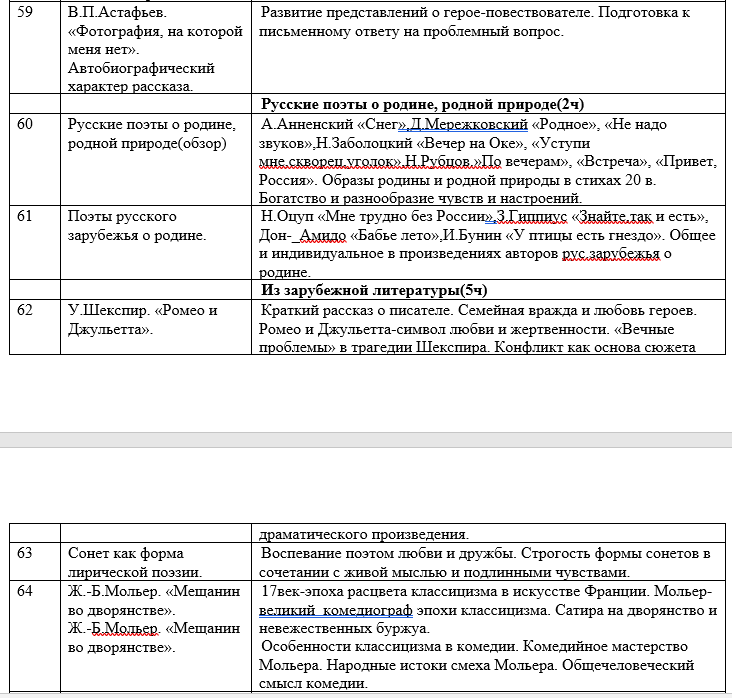 59 В.П.Астафьев. Развитие представлений о герое-повествователе. Подготовка к
«Фотография, на которой письменному ответу на проблемный вопрос.
меня нет».
Автобиографический
характер рассказа.
Русские поэты о родине, родной природе(2ч)
60 Русские поэты о родине, А.Анненский «Снег»,Д.Мережковский «Родное», «Не надо
родной природе(обзор) звуков»,Н.Заболоцкий «Вечер на Оке», «Уступи
мне,скворец,уголок»,Н.Рубцов.»По вечерам», «Встреча», «Привет,
Россия». Образы родины и родной природы в стихах 20 в.
Богатство и разнообразие чувств и настроений.
61 Поэты русского Н.Оцуп «Мне трудно без России»,З.Гиппиус «Знайте,так и есть»,
зарубежья о родине. Дон- Амидо «Бабье лето»,И.Бунин «У птицы есть гнездо». Общее
и индивидуальное в произведениях авторов рус.зарубежья о
родине.
Из зарубежной литературы(5ч)
62 У.Шекспир. «Ромео и Краткий рассказ о писателе. Семейная вражда и любовь героев.
Джульетта». Ромео и Джульетта-символ любви и жертвенности. «Вечные
проблемы» в трагедии Шекспира. Конфликт как основа сюжета
драматического произведения.
63 Сонет как форма Воспевание поэтом любви и дружбы. Строгость формы сонетов в
лирической поэзии. сочетании с живой мыслью и подлинными чувствами.
64 Ж.-Б.Мольер. «Мещанин 17век-эпоха расцвета классицизма в искусстве Франции. Мольер-
во дворянстве». великий комедиограф эпохи классицизма. Сатира на дворянство и
Ж.-Б.Мольер. «Мещанин невежественных буржуа.
во дворянстве». Особенности классицизма в комедии. Комедийное мастерство
Мольера. Народные истоки смеха Мольера. Общечеловеческий
смысл комедии.